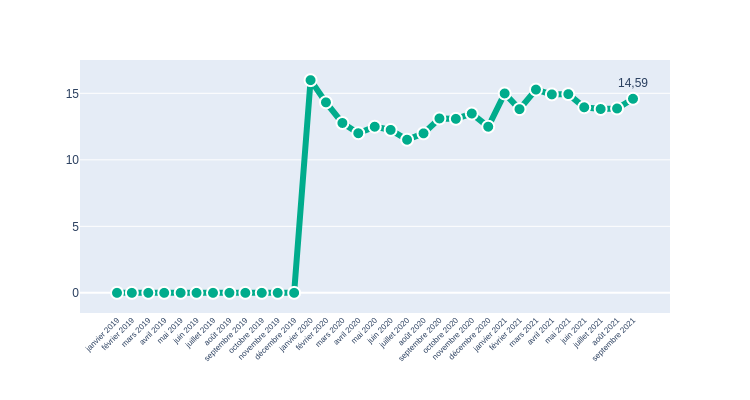 14,59
15
10
5
0
janvier 2019
février 2019
mars 2019
avril 2019
mai 2019
juin 2019
juillet 2019
août 2019
septembre 2019
octobre 2019
novembre 2019
décembre 2019
janvier 2020
février 2020
mars 2020
avril 2020
mai 2020
juin 2020
juillet 2020
août 2020
septembre 2020
octobre 2020
novembre 2020
décembre 2020
janvier 2021
février 2021
mars 2021
avril 2021
mai 2021
juin 2021
juillet 2021
août 2021
septembre 2021